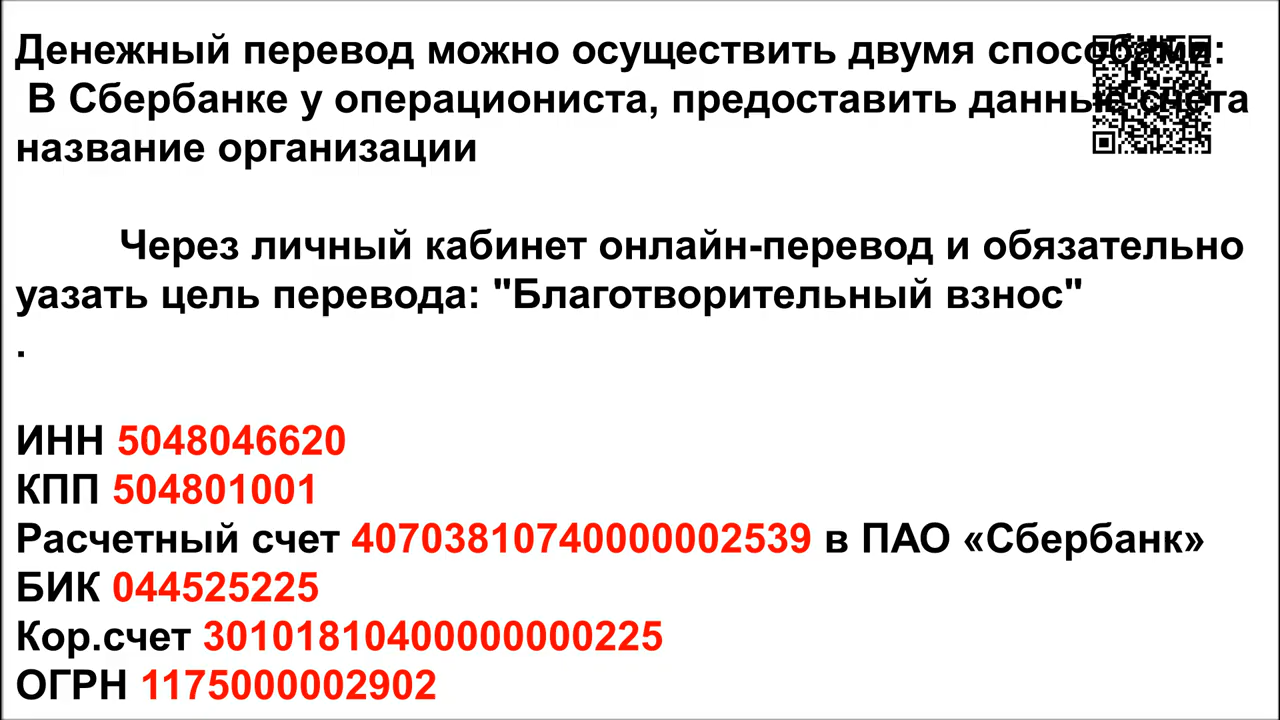 Денежный перевод можно осуществить двумя способами:
В Сбербанке у операциониста, предоставить данные счета
название организации
Через личный кабинет онлайн-перевод и обязательно
уазать цель перевода: "Благотворительный взнос"
.
ИНН 5048046620
КПП 504801001
Расчетный счет 40703810740000002539 в ПАО «Сбербанк»
БИК 044525225
Кор.счет 30101810400000000225
ОГРН 1175000002902